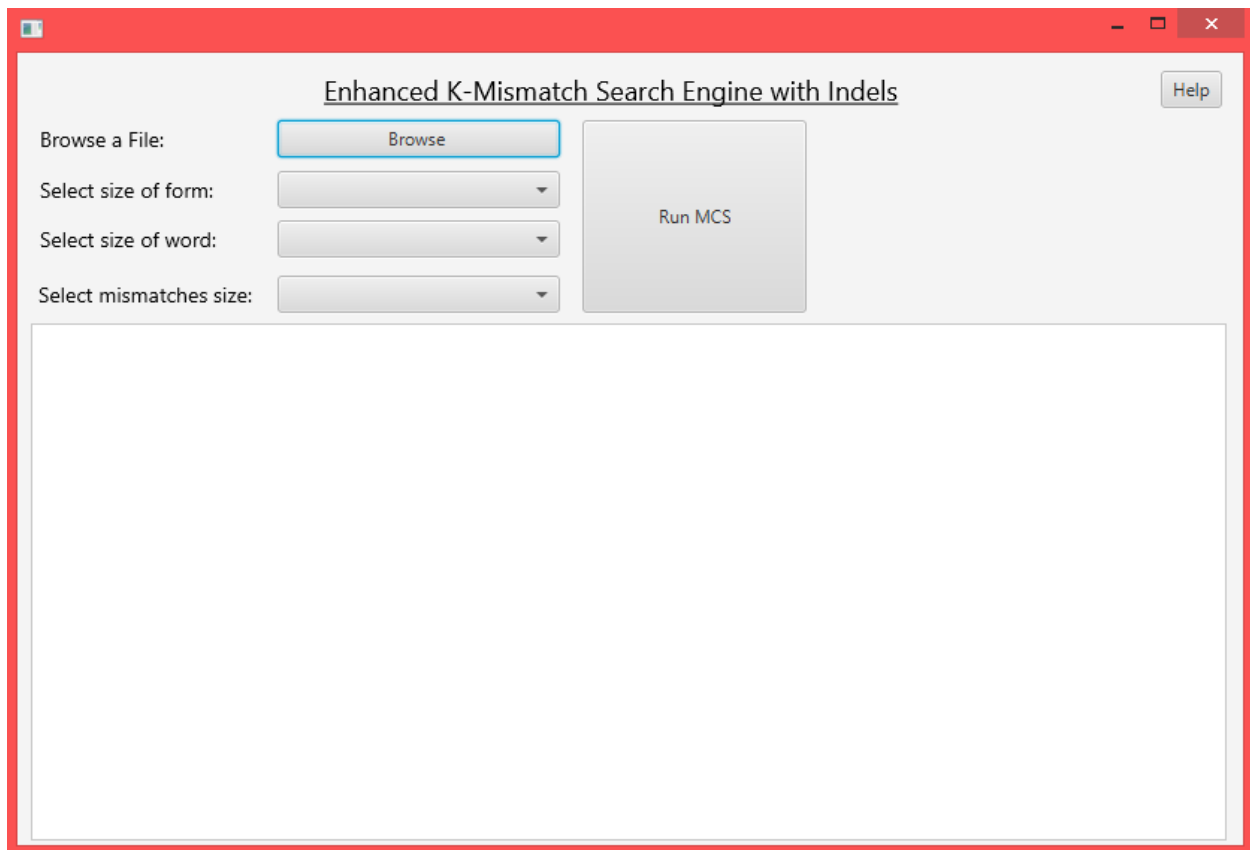 Enhanced K-Mismatch Search Engine with Indels
Help
Browse a File:
Browse
Select size of form:
Run MCS
Select size of word:
Select mismatches size: